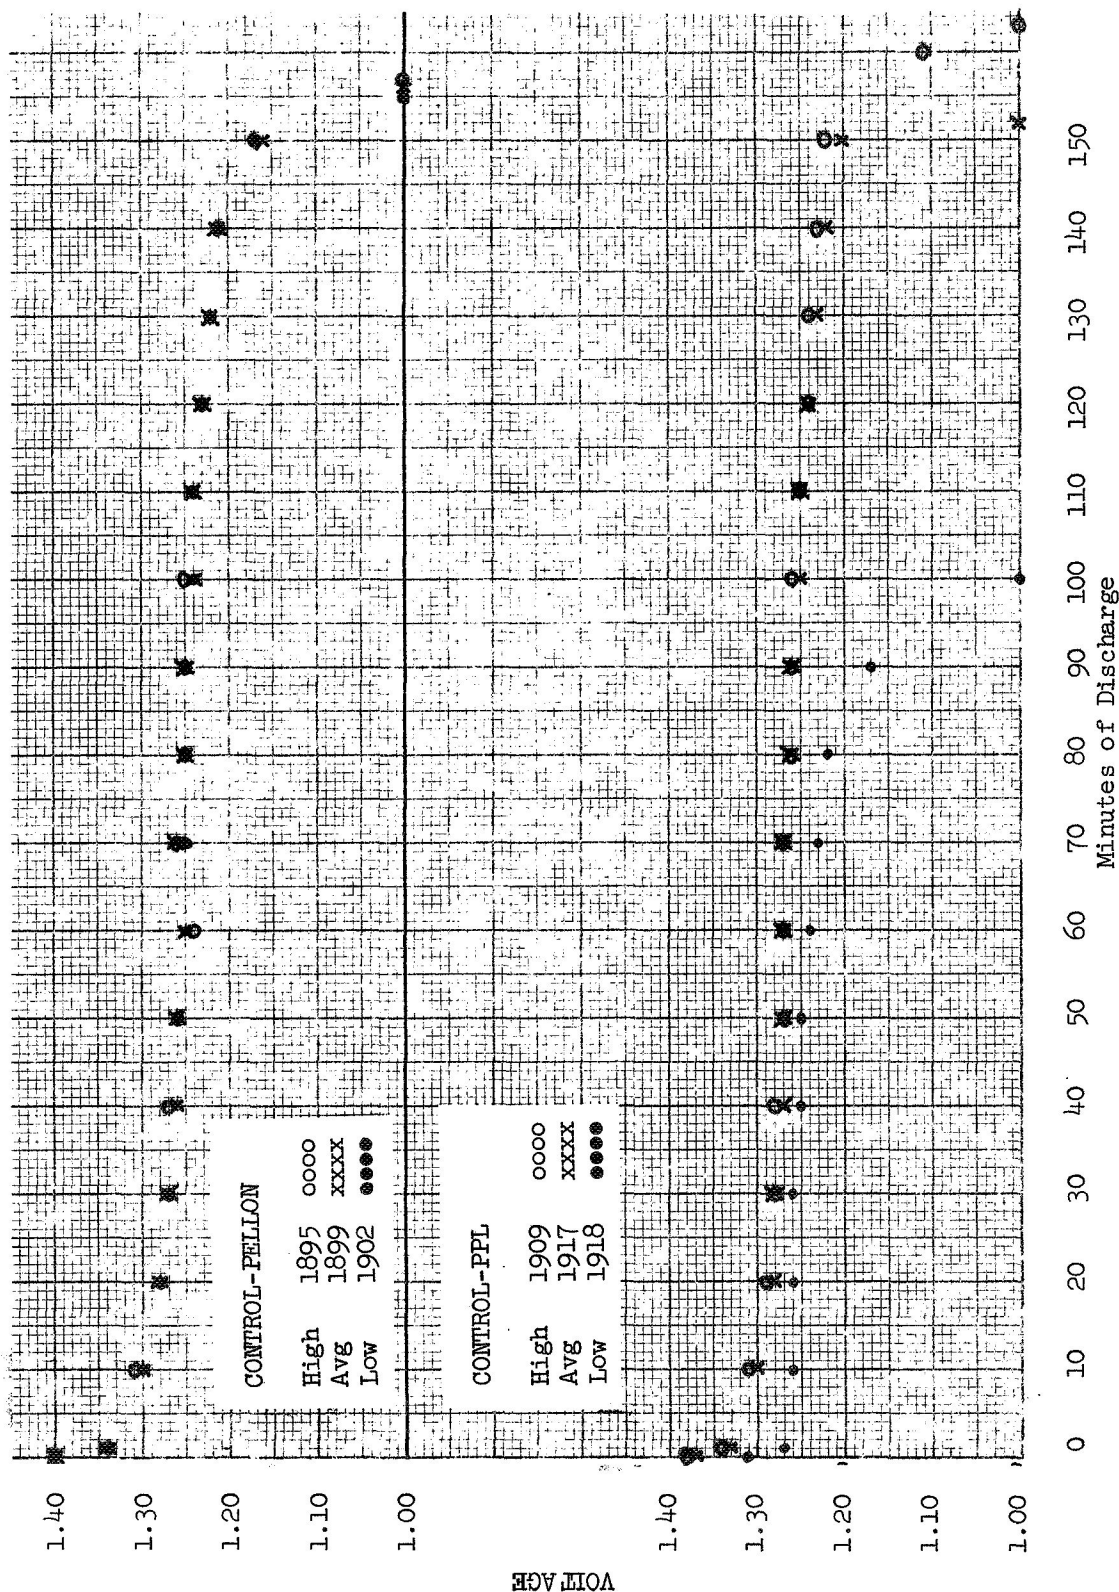 VOLTAGE
1.40
1.30
1.20
1.10
1.00
CONTROL-PELLON
High 1895 oooo
Avg 1899 xxxx
Low 1902 ●●●●
CONTROL-PPL
High 1909 oooo
Avg 1917 xxxx
Low 1918 ●●●●
1.40
1.30
1.20
1.10
1.00
0 10 20 30 40 50 60 70 80 90 100 110 120 130 140 150
Minutes of Discharge